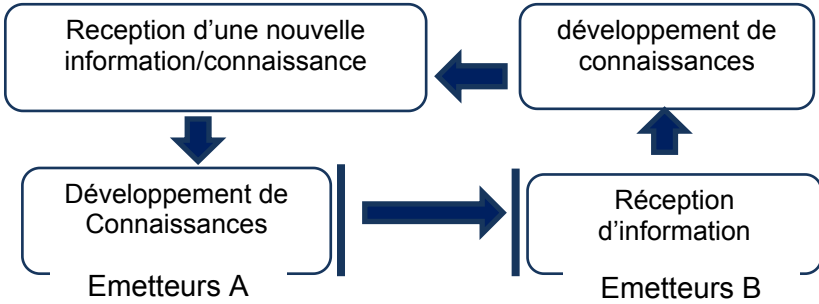 Reception d’une nouvelle
information/connaissance
développement de
connaissances
Développement de
Connaissances
Réception
d’information
Emetteurs A
Emetteurs B